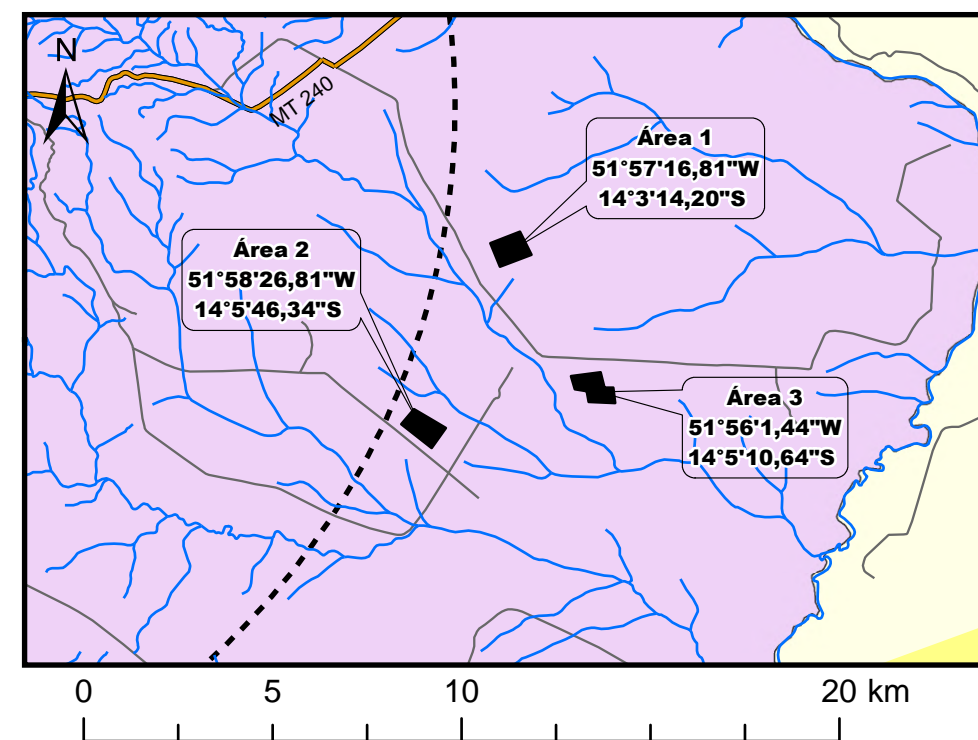 N
MT 240
Área 1
51°57'16,81"W
14°3'14,20"S
Área 2
51°58'26,81"W
14°5'46,34"S
Área 3
51°56'1,44"W
14°5'10,64"S
0 5 10 20 km